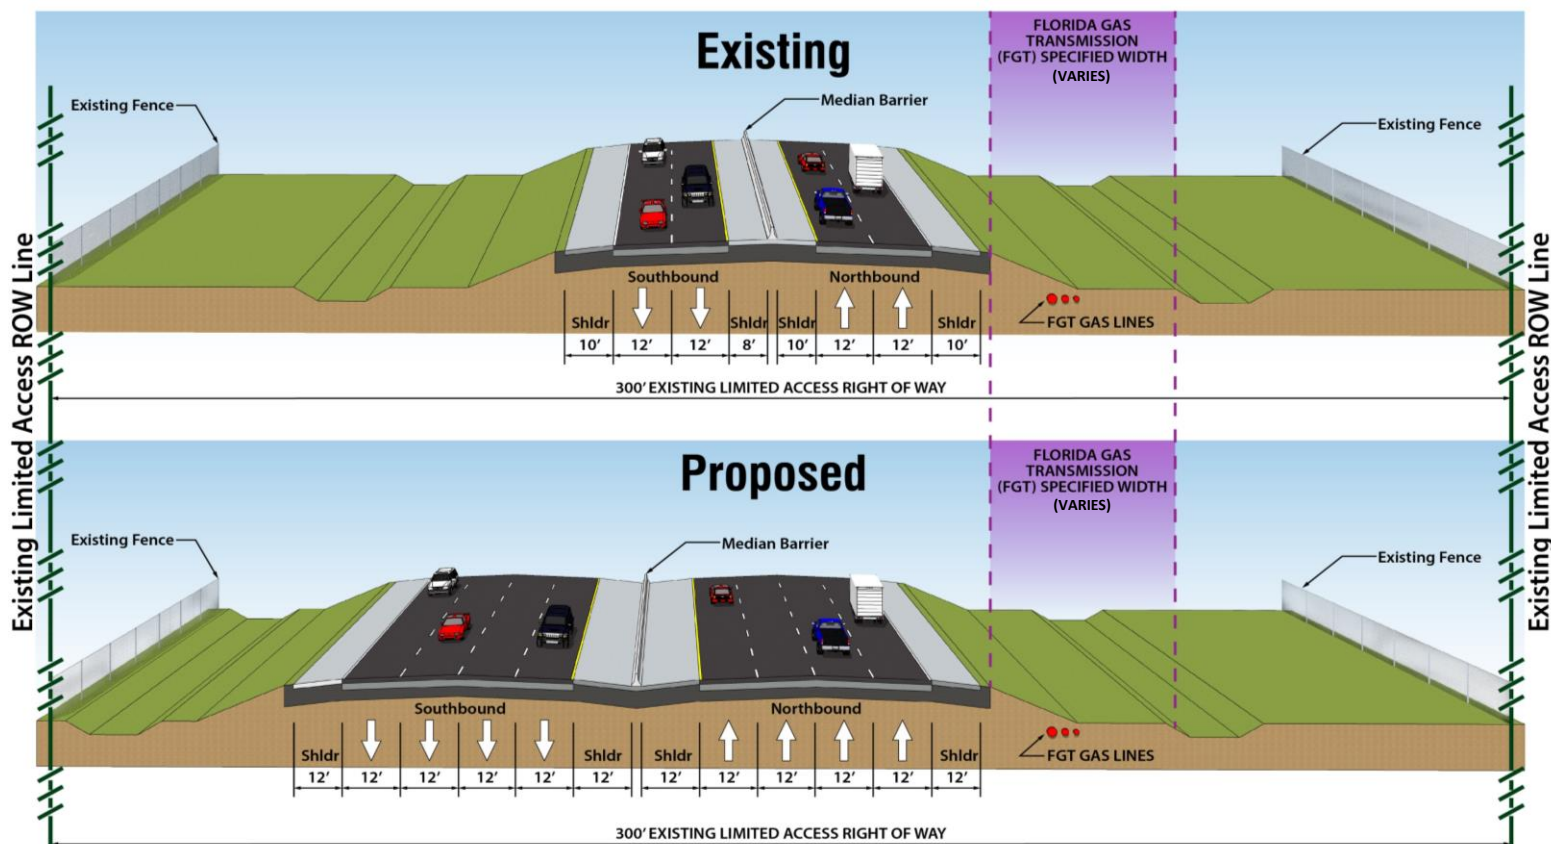 Existing
FLORIDA GAS
TRANSMISSION
(FGT) SPECIFIED WIDTH
(VARIES)
Existing Fence
Median Barrier
Existing Fence
Existing Limited Access ROW Line
Existing Limited Access ROW Line
Southbound
Northbound
Shldr Shldr Shldr Shldr
10' 12' 12' 8' 10' 12' 12' 10'
FGT GAS LINES
300' EXISTING LIMITED ACCESS RIGHT OF WAY
Proposed
FLORIDA GAS
TRANSMISSION
(FGT) SPECIFIED WIDTH
(VARIES)
Existing Fence
Median Barrier
Existing Fence
Southbound
Northbound
Shldr Shldr Shldr Shldr
12' 12' 12' 12' 12' 12' 12' 12' 12' 12' 12' 12'
FGT GAS LINES
300' EXISTING LIMITED ACCESS RIGHT OF WAY